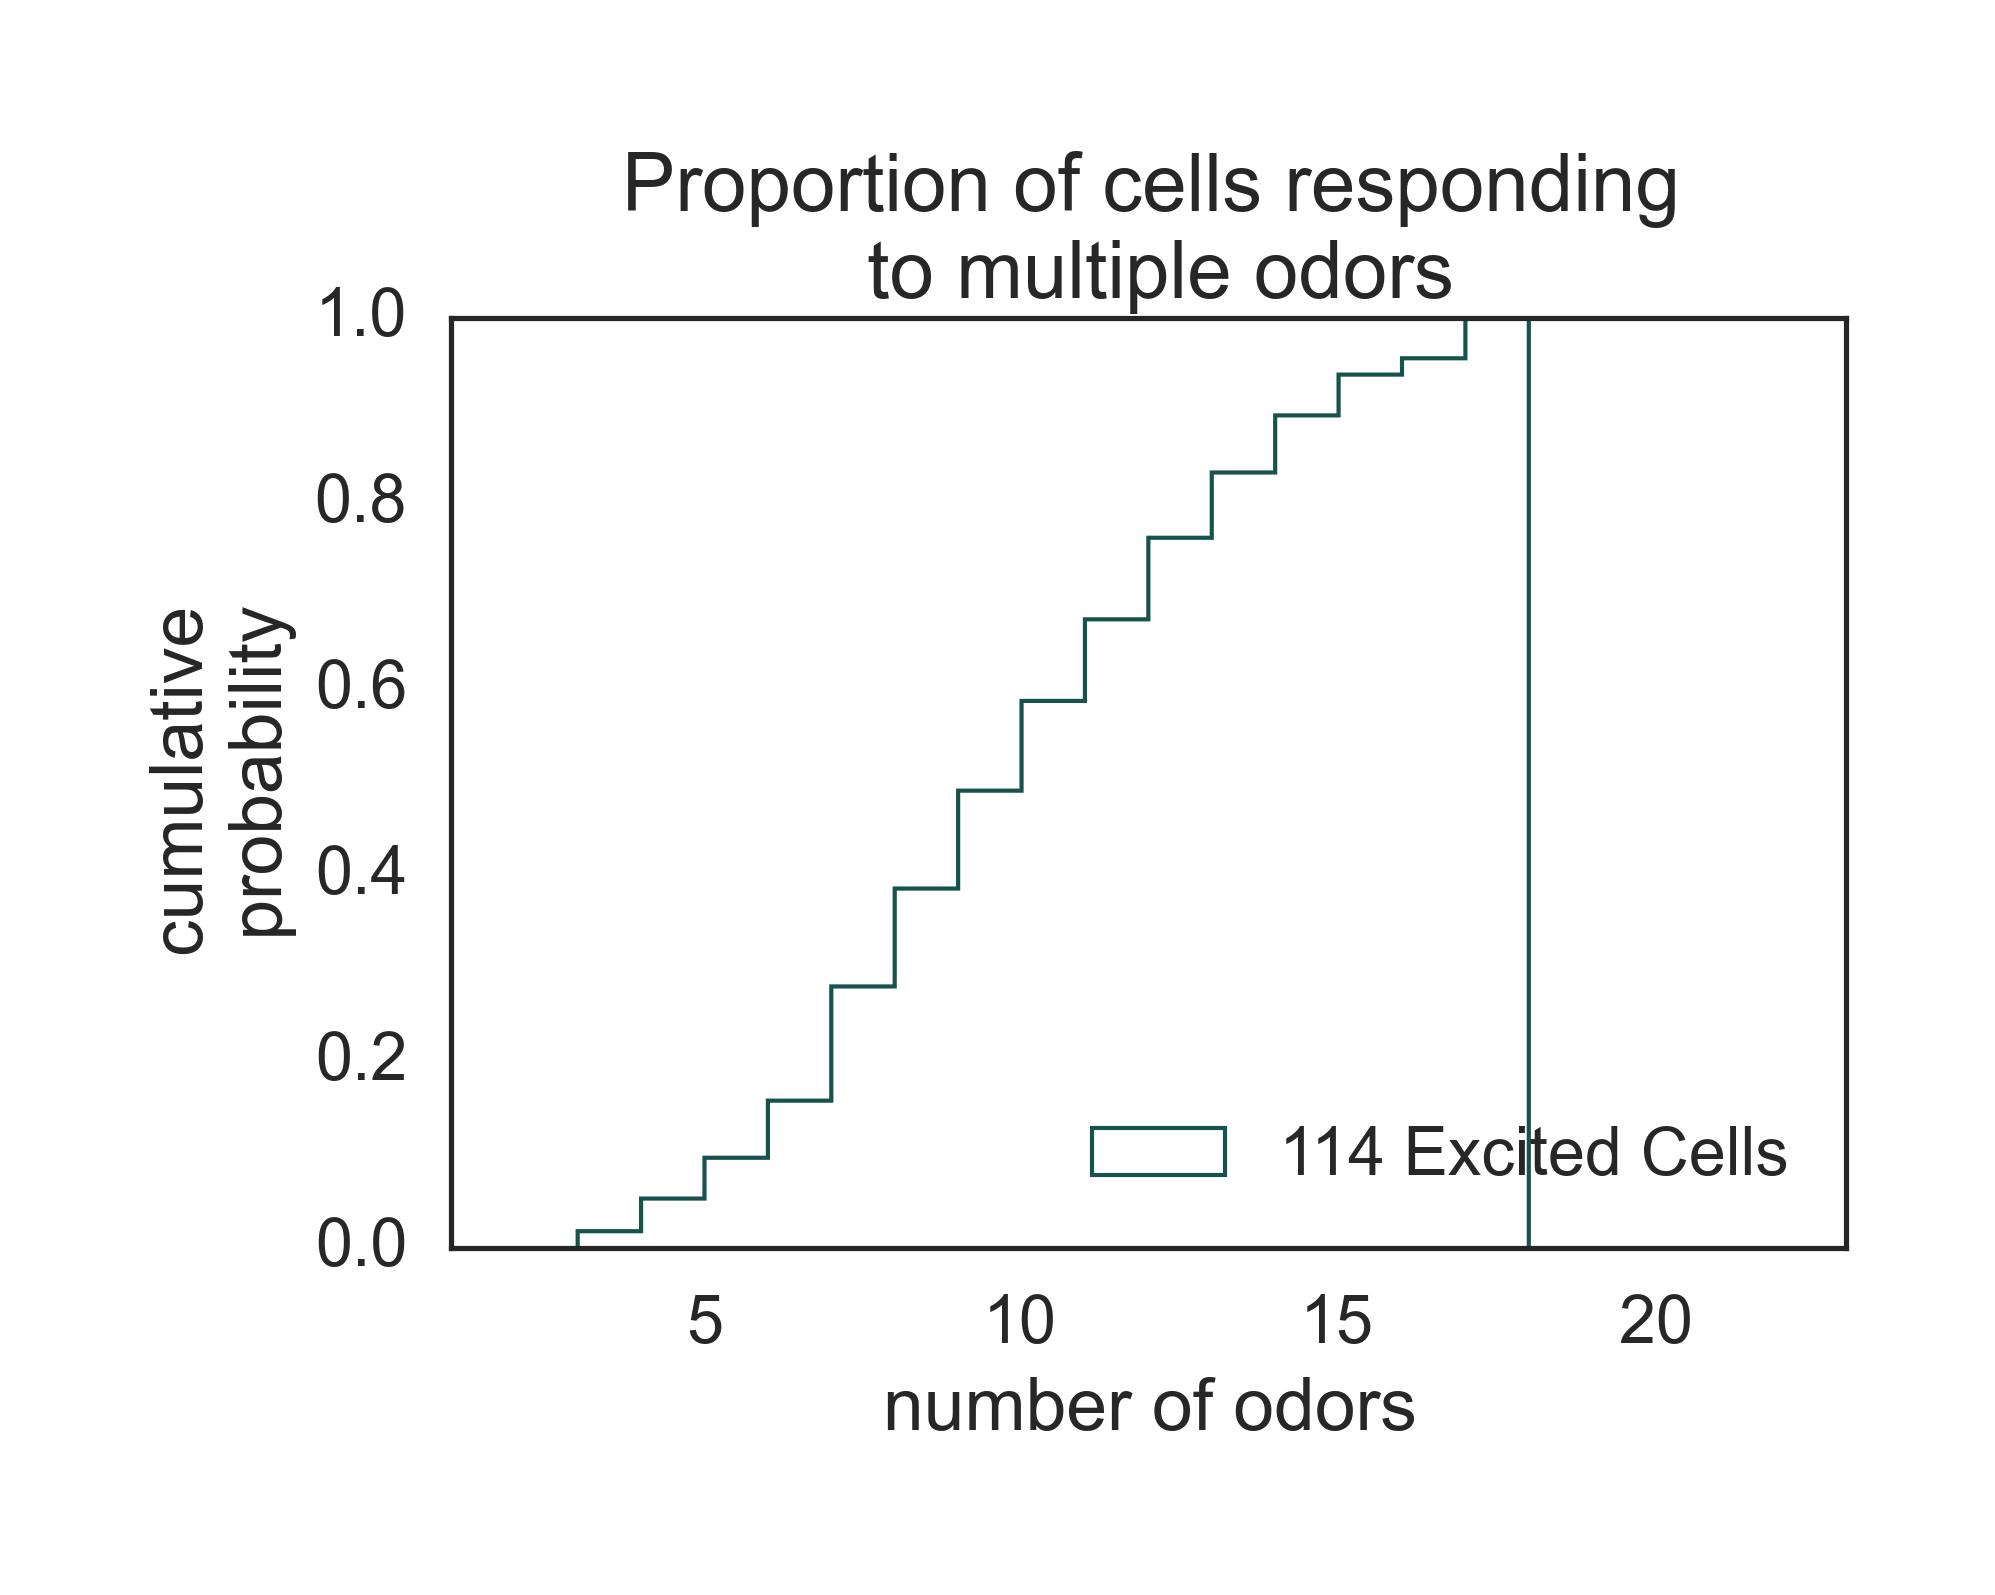 Proportion of cells responding
to multiple odors
1.0
0.8
0.6
0.4
0.2
0.0
cumulative
probability
114 Excited Cells
5 10 15 20
number of odors